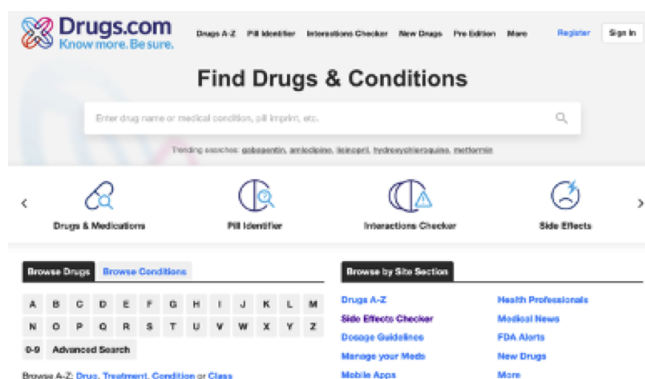 Drugs.com
Know more. Be sure.
Drugs A-Z Pill Identifier Interactions Checker New Drugs Pro Edition More Register Sign In
Find Drugs & Conditions
Enter drug name or medical condition, pill imprint, etc.
Trending searches: gabapentin, amlodipine, lisinopril, hydroxychloroquine, metformin
Drugs & Medications Pill Identifier Interactions Checker Side Effects
Browse Drugs Browse Conditions
A B C D E F G H I J K L M
N O P Q R S T U V W X Y Z
0-9 Advanced Search
Browse A-Z: Drug, Treatment, Condition or Class
Browse by Site Section
Drugs A-Z
Side Effects Checker
Dosage Guidelines
Manage your Meds
Mobile Apps
Health Professionals
Medical News
FDA Alerts
New Drugs
More